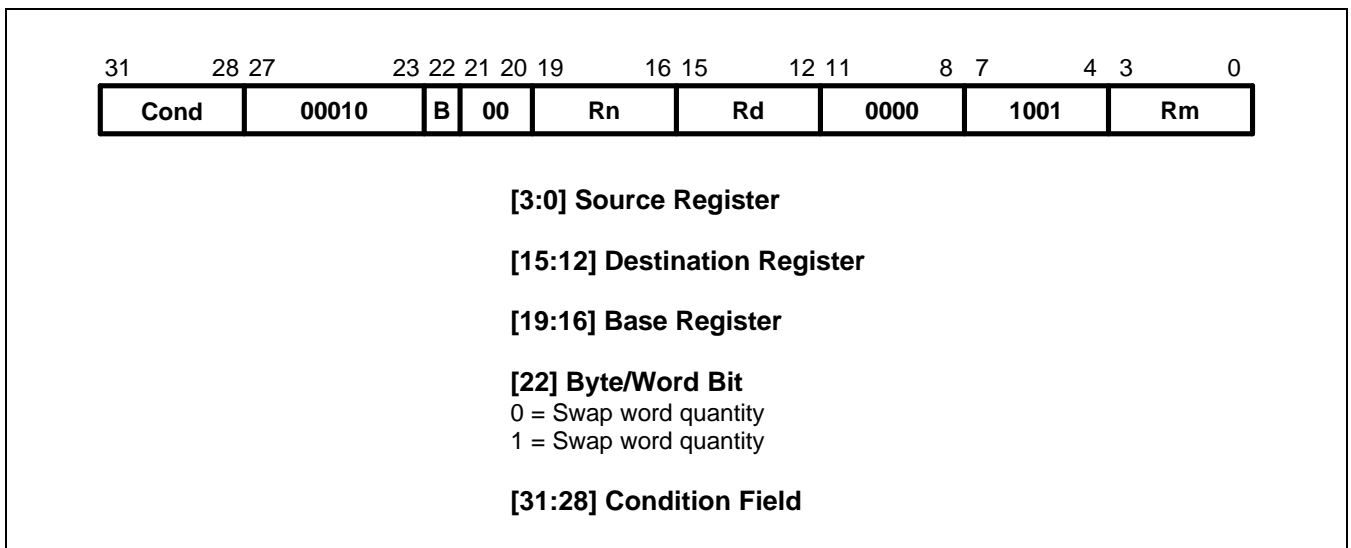 31 28 27 23 22 21 20 19 16 15 12 11 8 7 4 3 0
Cond 00010 B 00 Rn Rd 0000 1001 Rm
[3:0] Source Register
[15:12] Destination Register
[19:16] Base Register
[22] Byte/Word Bit
0 = Swap word quantity
1 = Swap word quantity
[31:28] Condition Field